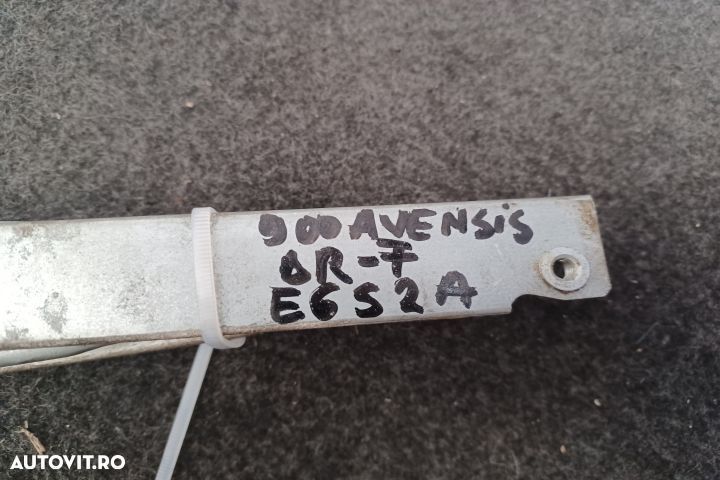 900 AVENSIS
DR-7
E6S2A
AUTOVIT.RO